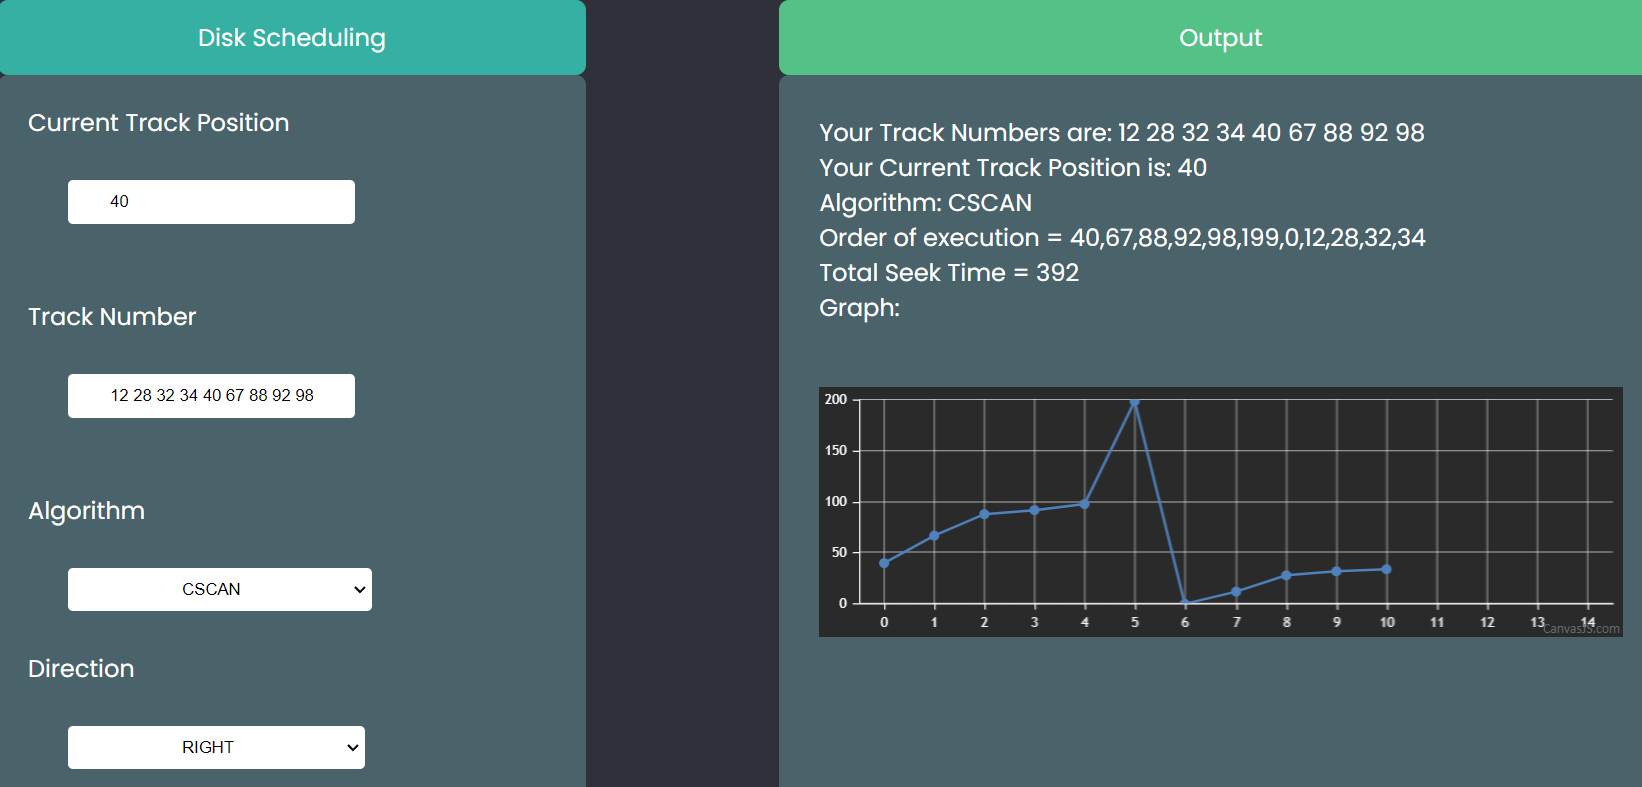 Disk Scheduling
Current Track Position
40
Track Number
12 28 32 34 40 67 88 92 98
Algorithm
CSCAN
Direction
RIGHT
Output
Your Track Numbers are: 12 28 32 34 40 67 88 92 98
Your Current Track Position is: 40
Algorithm: CSCAN
Order of execution = 40,67,88,92,98,199,0,12,28,32,34
Total Seek Time = 392
Graph:
200
150
100
50
0
0 1 2 3 4 5 6 7 8 9 10 11 12 13 14
CanvasJS.com